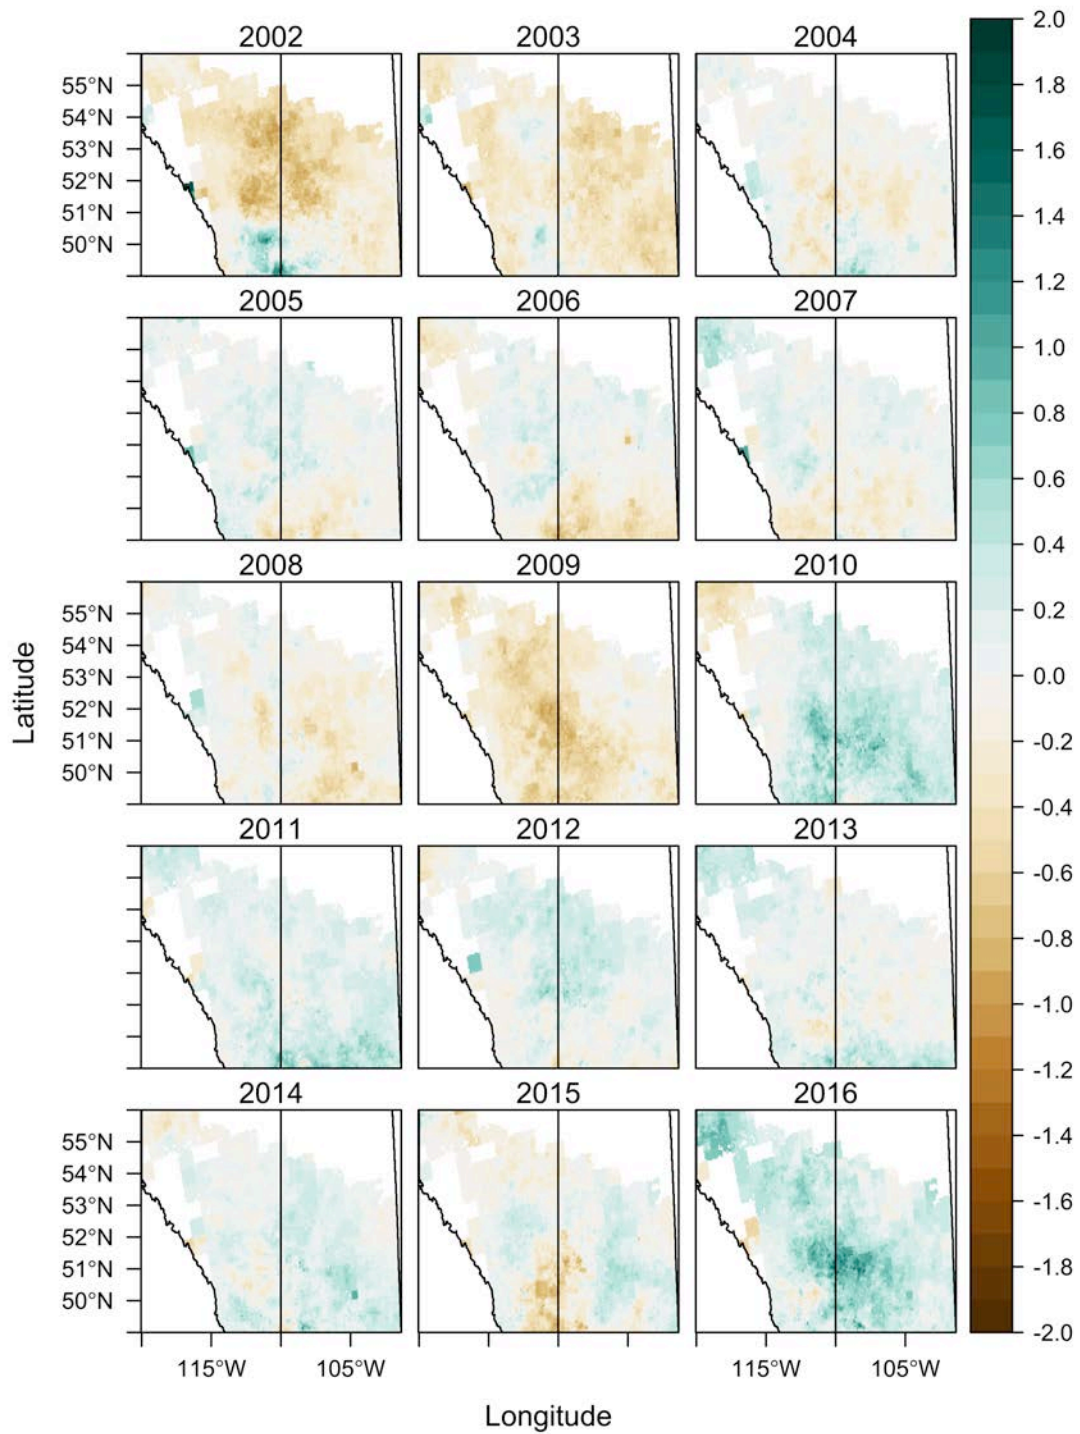 2002 2003 2004
55°N
54°N
53°N
52°N
51°N
50°N
2005 2006 2007
2008 2009 2010
55°N
54°N
53°N
52°N
51°N
50°N
2011 2012 2013
2014 2015 2016
55°N
54°N
53°N
52°N
51°N
50°N
115°W 105°W 115°W 105°W
Latitude
Longitude
2.0
1.8
1.6
1.4
1.2
1.0
0.8
0.6
0.4
0.2
0.0
-0.2
-0.4
-0.6
-0.8
-1.0
-1.2
-1.4
-1.6
-1.8
-2.0